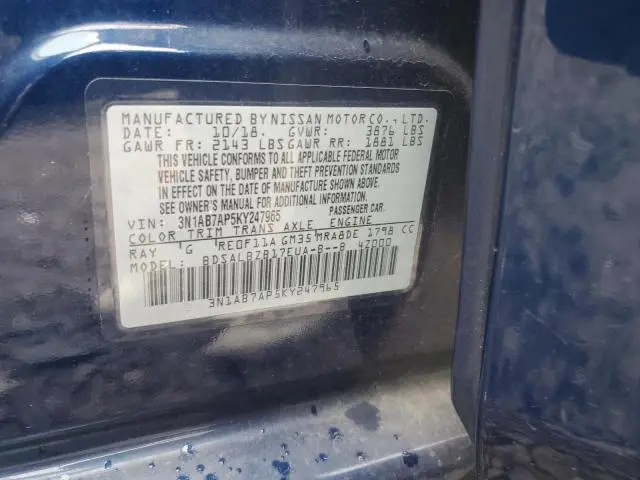 MANUFACTURED BY NISSAN MOTOR CO., LTD.
DATE: 10/18. GVWR: 3876 LBS
GAWR FR: 2143 LBS GAWR RR: 1881 LBS
THIS VEHICLE CONFORMS TO ALL APPLICABLE FEDERAL MOTOR
VEHICLE SAFETY, BUMPER, AND THEFT PREVENTION STANDARDS
IN EFFECT ON THE DATE OF MANUFACTURE SHOWN ABOVE.
SEE OWNER'S MANUAL FOR ADDITIONAL INFORMATION.
VIN: 3N1AB7AP5KY247965 PASSENGER CAR.
COLOR TRIM TRANS AXLE ENGINE
RAY 'G RE0F11A GM35 MRA8DE 1798 CC
MODEL: BDSALBZB17EUA-8--8 47000
3N1AB7AP5KY247965